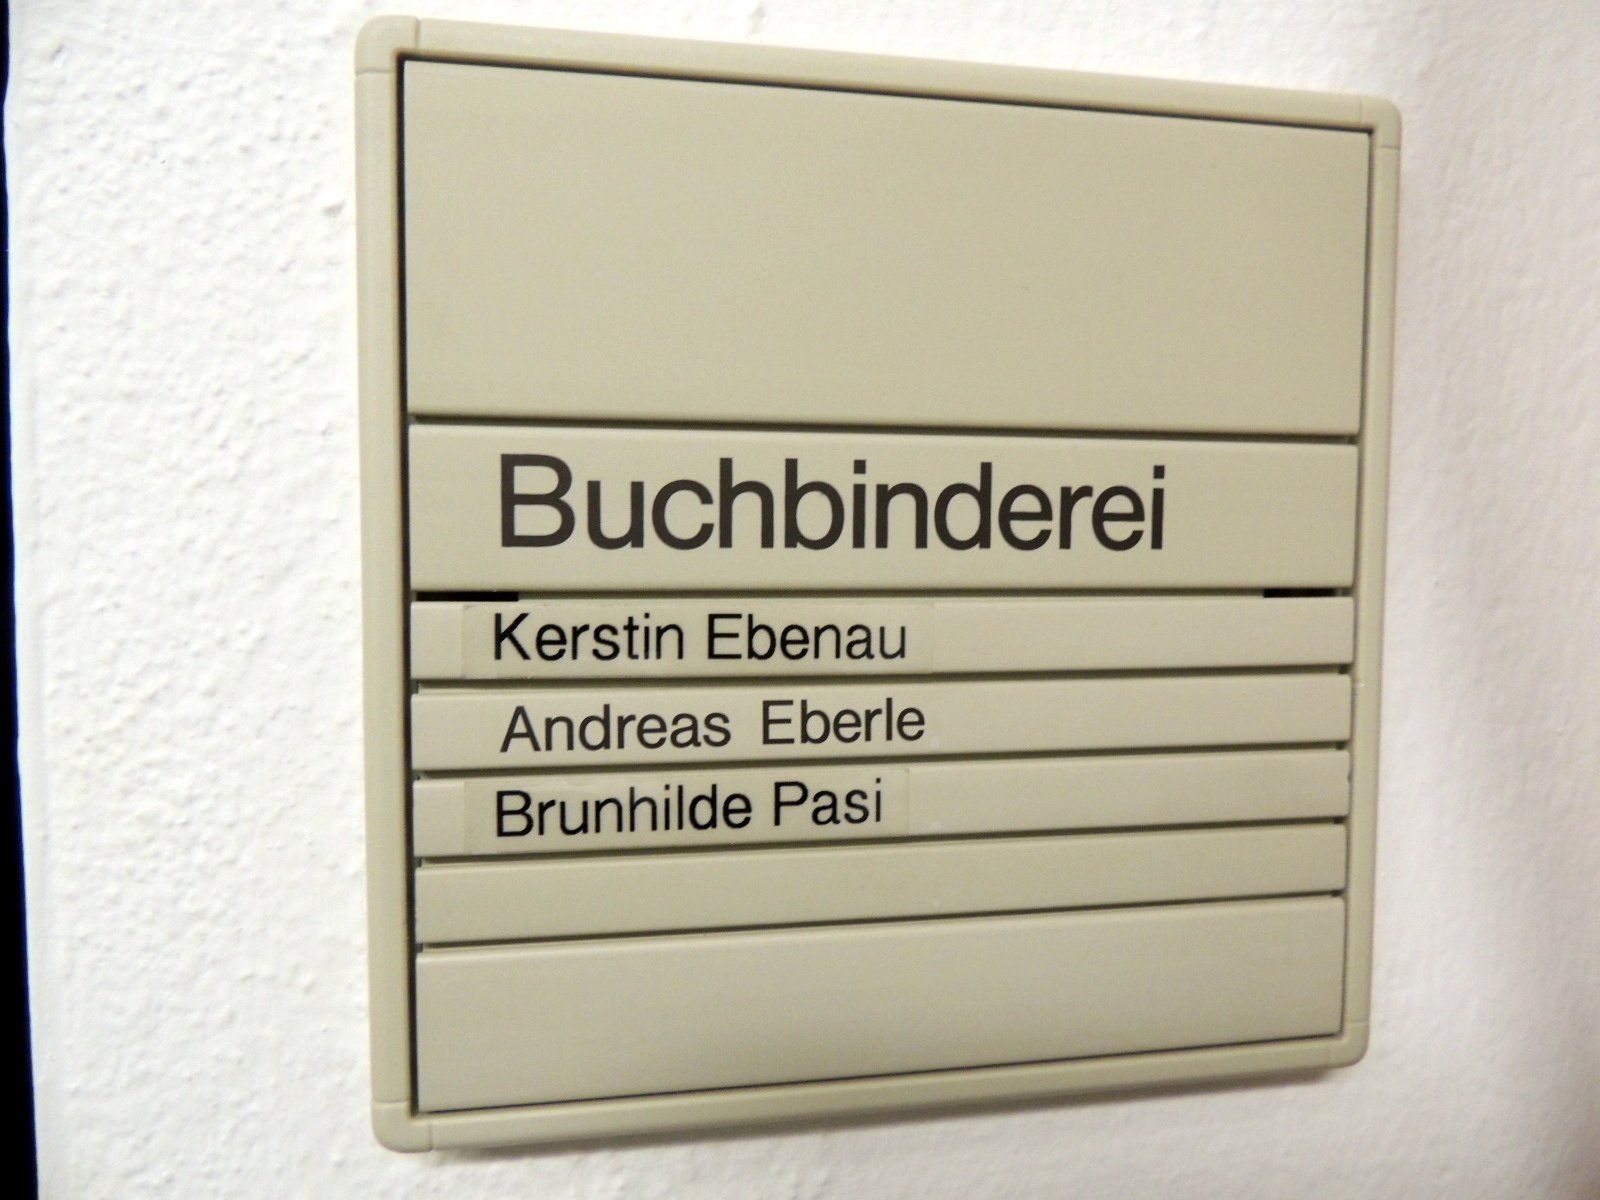 Buchbinderei
Kerstin Ebenau
Andreas Eberle
Brunhilde Pasi